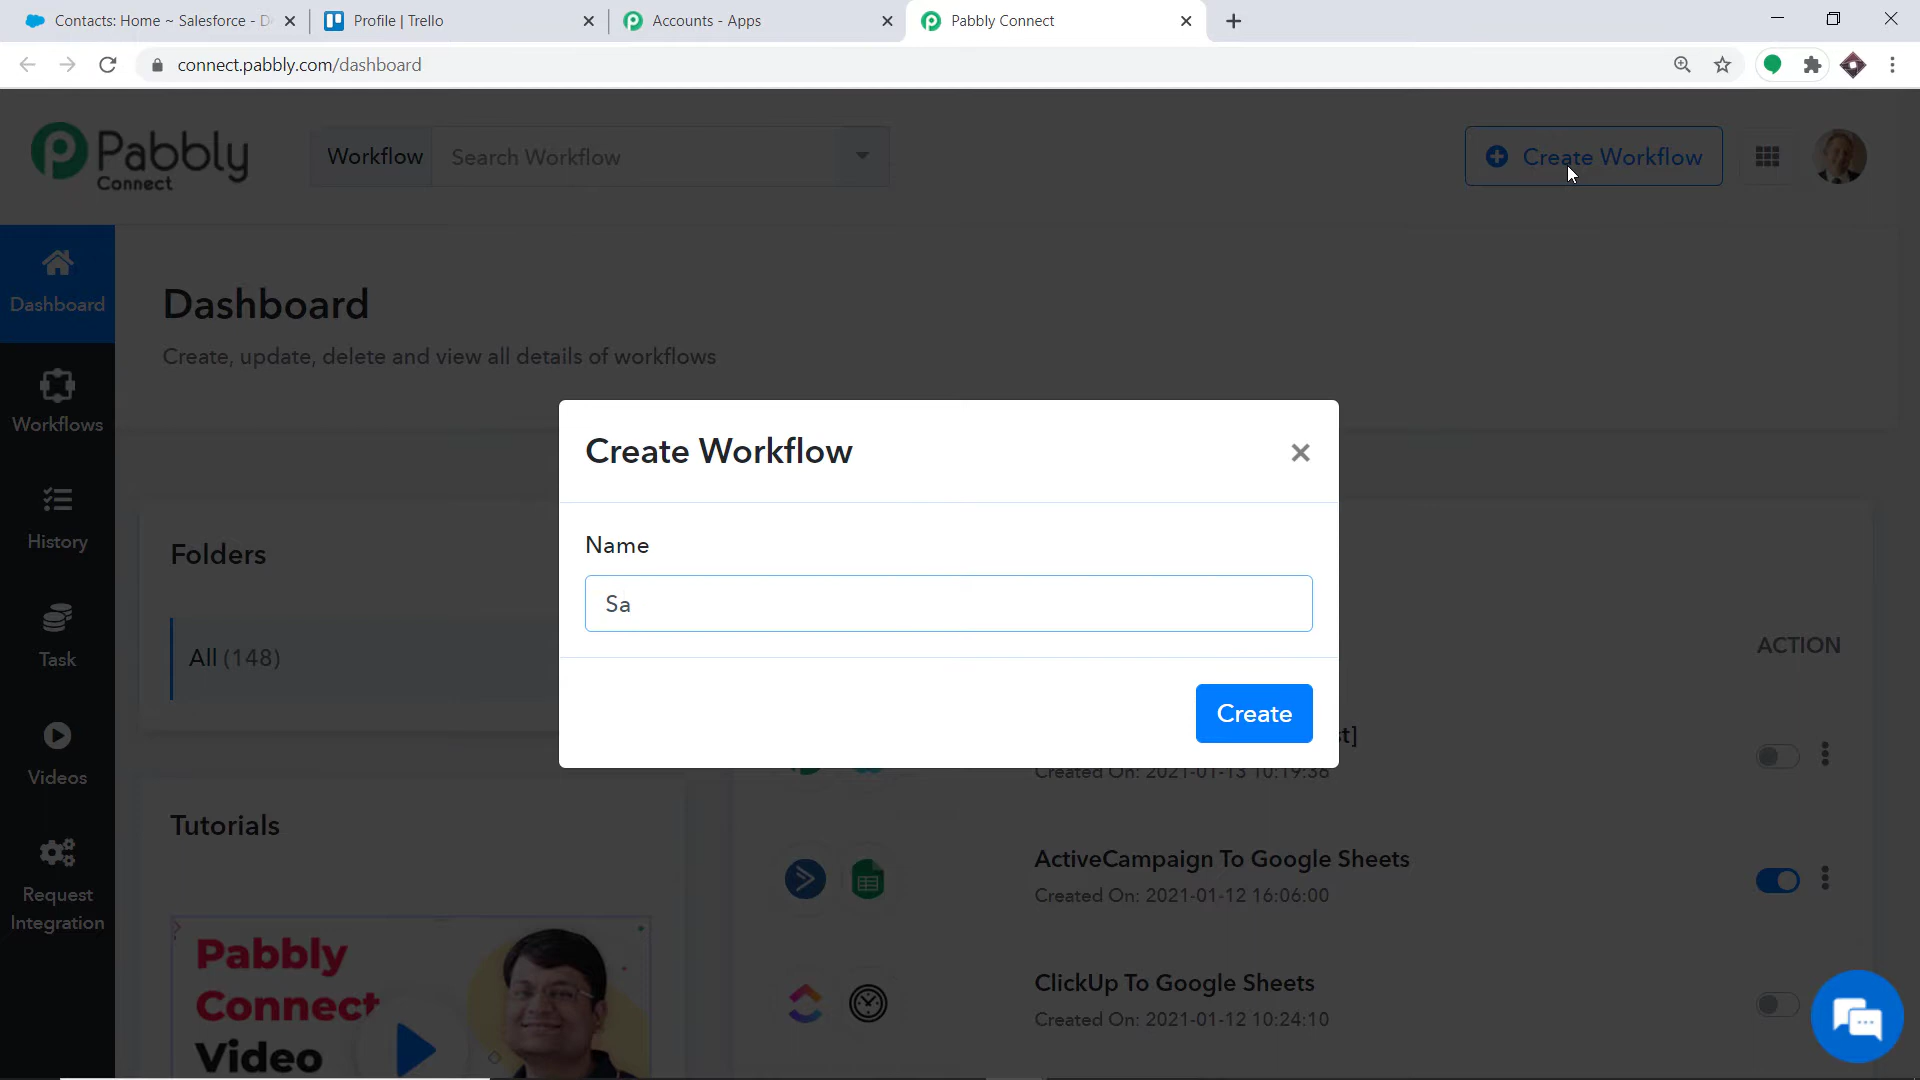 Contacts: Home ~ Salesforce - D
Profile | Trello
Accounts - Apps
Pabbly Connect
connect.pabbly.com/dashboard
Pabbly
Connect
Workflow
Search Workflow
Create Workflow
Dashboard
Dashboard
Create, update, delete and view all details of workflows
Workflows
Create Workflow
Name
Sa
Create
History
Folders
All (148)
ACTION
Task
st]
Created On: 2021-01-13 10:19:36
Videos
Tutorials
ActiveCampaign To Google Sheets
Created On: 2021-01-12 16:06:00
Request
Integration
Pabbly
Connect
Video
ClickUp To Google Sheets
Created On: 2021-01-12 10:24:10